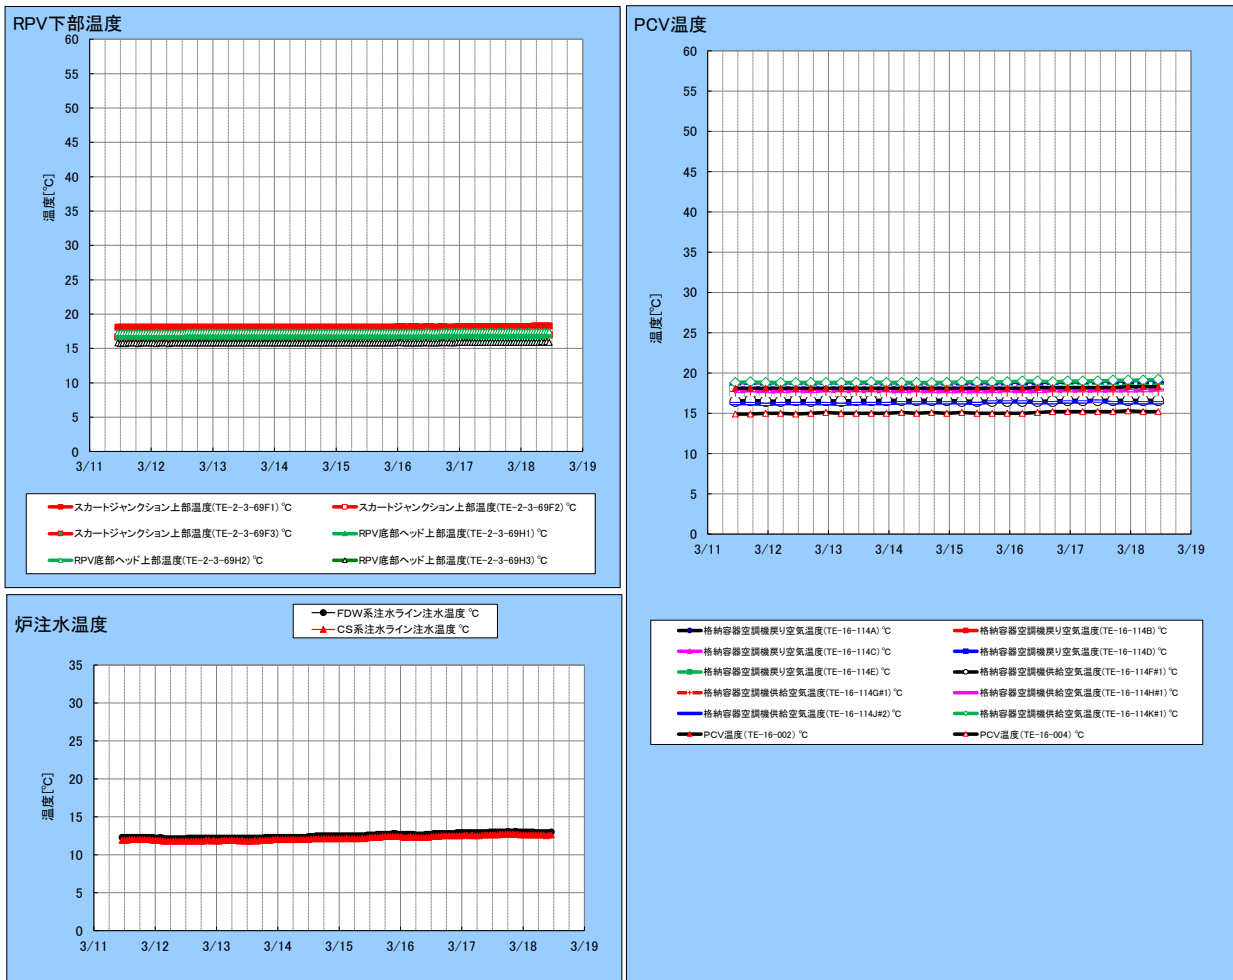 RPV下部温度
60
55
50
45
40
35
30
25
20
15
10
5
0
温度[℃]
3/11 3/12 3/13 3/14 3/15 3/16 3/17 3/18 3/19
スカートジャンクション上部温度(TE-2-3-69F1) ℃ スカートジャンクション上部温度(TE-2-3-69F2) ℃
スカートジャンクション上部温度(TE-2-3-69F3) ℃ RPV底部ヘッド上部温度(TE-2-3-69H1) ℃
RPV底部ヘッド上部温度(TE-2-3-69H2) ℃ RPV底部ヘッド上部温度(TE-2-3-69H3) ℃
炉注水温度
FDW系注水ライン注水温度 ℃
CS系注水ライン注水温度 ℃
35
30
25
20
15
10
5
0
温度[℃]
3/11 3/12 3/13 3/14 3/15 3/16 3/17 3/18 3/19
PCV温度
60
55
50
45
40
35
30
25
20
15
10
5
0
温度[℃]
3/11 3/12 3/13 3/14 3/15 3/16 3/17 3/18 3/19
格納容器空調機戻り空気温度(TE-16-114A) ℃ 格納容器空調機戻り空気温度(TE-16-114B) ℃
格納容器空調機戻り空気温度(TE-16-114C) ℃ 格納容器空調機戻り空気温度(TE-16-114D) ℃
格納容器空調機戻り空気温度(TE-16-114E) ℃ 格納容器空調機供給空気温度(TE-16-114F#1) ℃
格納容器空調機供給空気温度(TE-16-114G#1) ℃ 格納容器空調機供給空気温度(TE-16-114H#1) ℃
格納容器空調機供給空気温度(TE-16-114J#2) ℃ 格納容器空調機供給空気温度(TE-16-114K#1) ℃
PCV温度(TE-16-002) ℃ PCV温度(TE-16-004) ℃